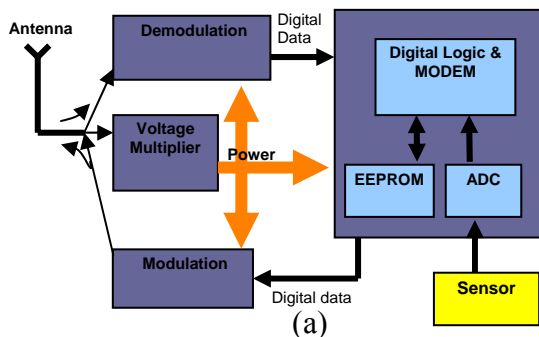 Antenna
Demodulation
Digital
Data
Digital Logic &
MODEM
Voltage
Multiplier
Power
EEPROM
ADC
Modulation
Digital data
Sensor
(a)